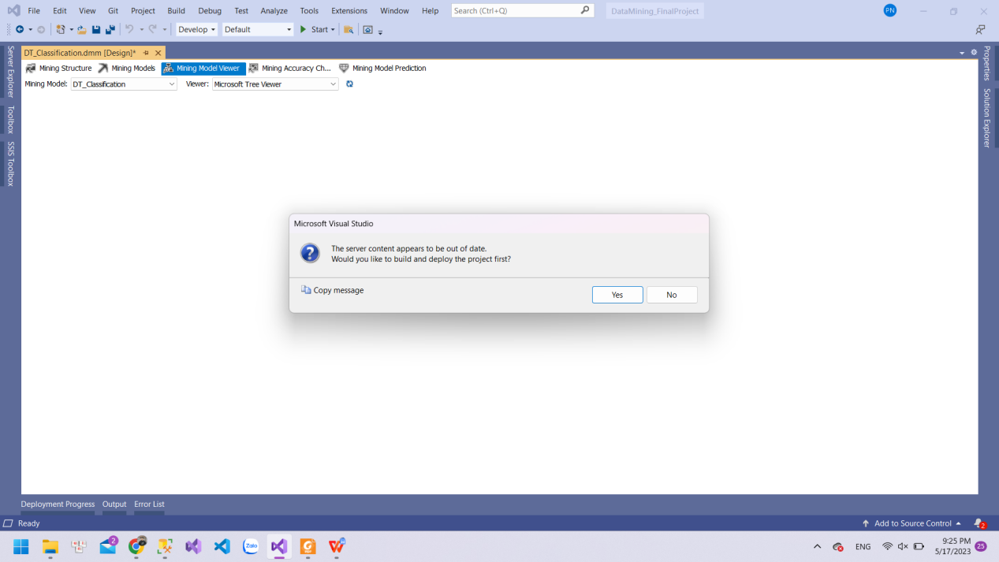 File Edit View Git Project Build Debug Test Analyze Tools Extensions Window Help Search (Ctrl+Q) DataMining_FinalProject PN
Develop Default Start
DT_Classification.dmm [Design]*
Mining Structure Mining Models Mining Model Viewer Mining Accuracy Ch... Mining Model Prediction
Mining Model: DT_Classification Viewer: Microsoft Tree Viewer
Server Explorer
Toolbox
SSIS Toolbox
Properties
Solution Explorer
Microsoft Visual Studio
The server content appears to be out of date.
Would you like to build and deploy the project first?
Copy message Yes No
Deployment Progress Output Error List
Ready Add to Source Control 2
2 Zalo ENG 9:25 PM 25
5/17/2023